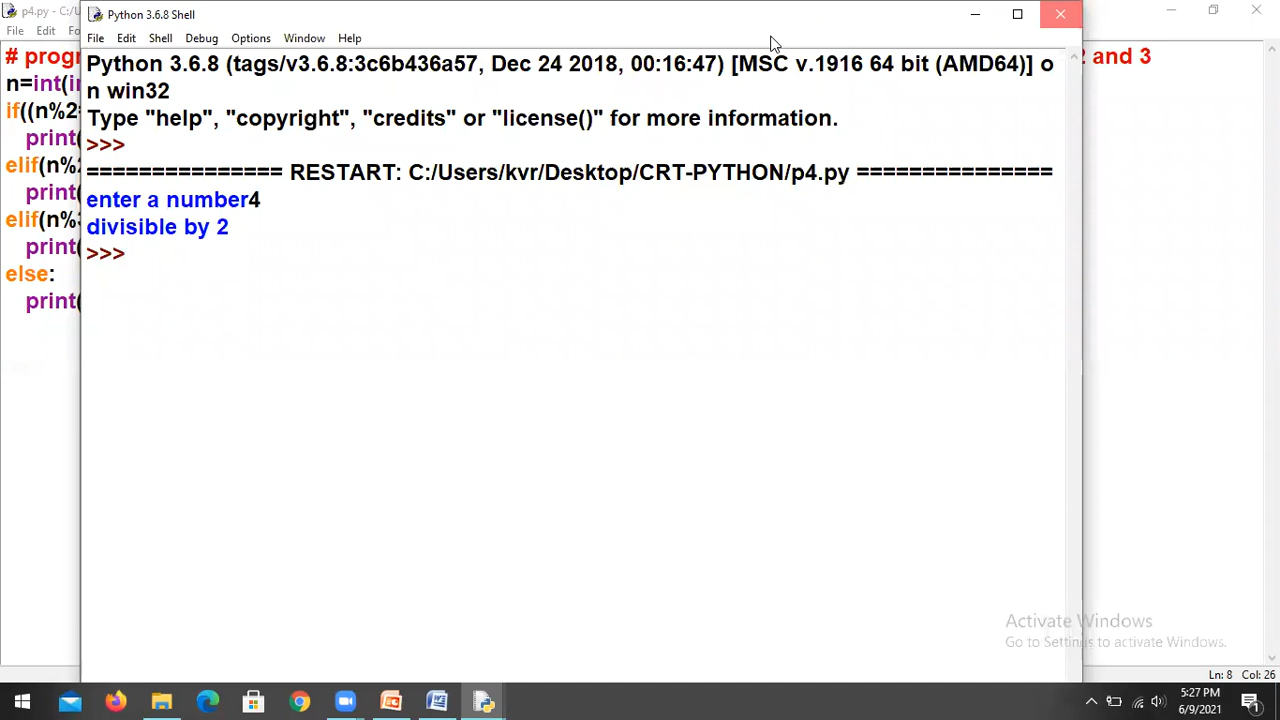 p4.py - C:/U
Python 3.6.8 Shell
File Edit Fo
File Edit Shell Debug Options Window Help
# progr
2 and 3
n=int(in
if((n%2=
print(
elif(n%2
print(
elif(n%3
print(
else:
print(
Python 3.6.8 (tags/v3.6.8:3c6b436a57, Dec 24 2018, 00:16:47) [MSC v.1916 64 bit (AMD64)] o
n win32
Type "help", "copyright", "credits" or "license()" for more information.
>>>
=============== RESTART: C:/Users/kvr/Desktop/CRT-PYTHON/p4.py ===============
enter a number4
divisible by 2
>>>
Activate Windows
Go to Settings to activate Windows.
Ln: 8 Col: 26
5:27 PM
6/9/2021
1